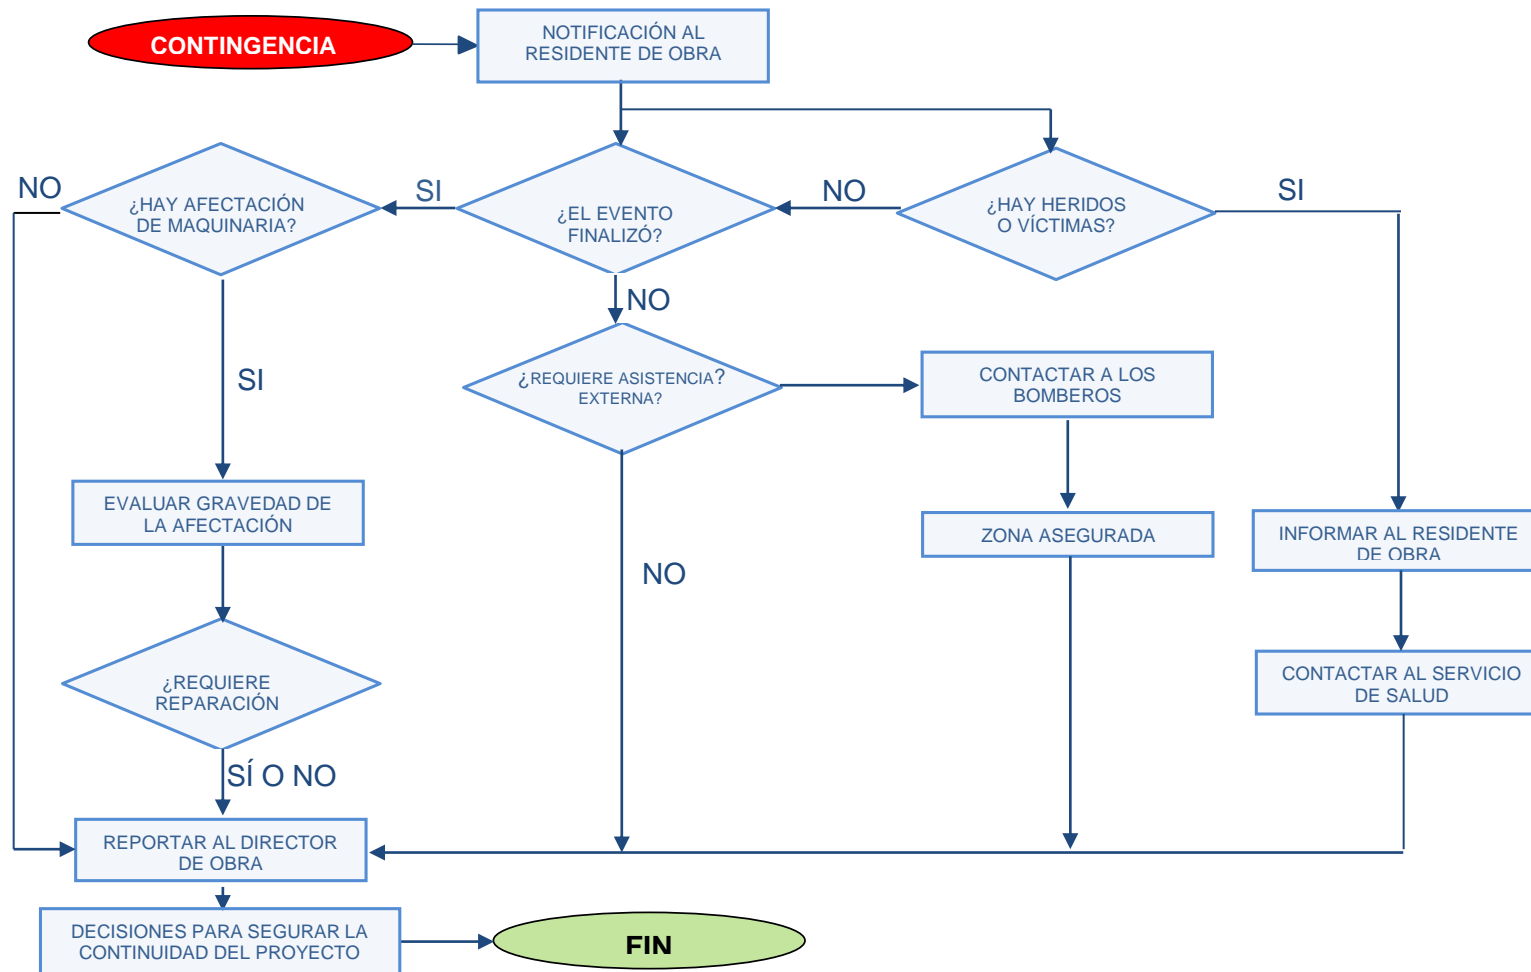 CONTINGENCIA
NOTIFICACIÓN AL
RESIDENTE DE OBRA
NO
¿HAY AFECTACIÓN
DE MAQUINARIA?
SI
¿EL EVENTO
FINALIZÓ?
NO
¿HAY HERIDOS
O VÍCTIMAS?
SI
NO
SI
¿REQUIERE ASISTENCIA?
EXTERNA?
CONTACTAR A LOS
BOMBEROS
EVALUAR GRAVEDAD DE
LA AFECTACIÓN
NO
ZONA ASEGURADA
INFORMAR AL RESIDENTE
DE OBRA
¿REQUIERE
REPARACIÓN
CONTACTAR AL SERVICIO
DE SALUD
SÍ O NO
REPORTAR AL DIRECTOR
DE OBRA
DECISIONES PARA SEGURAR LA
CONTINUIDAD DEL PROYECTO
FIN